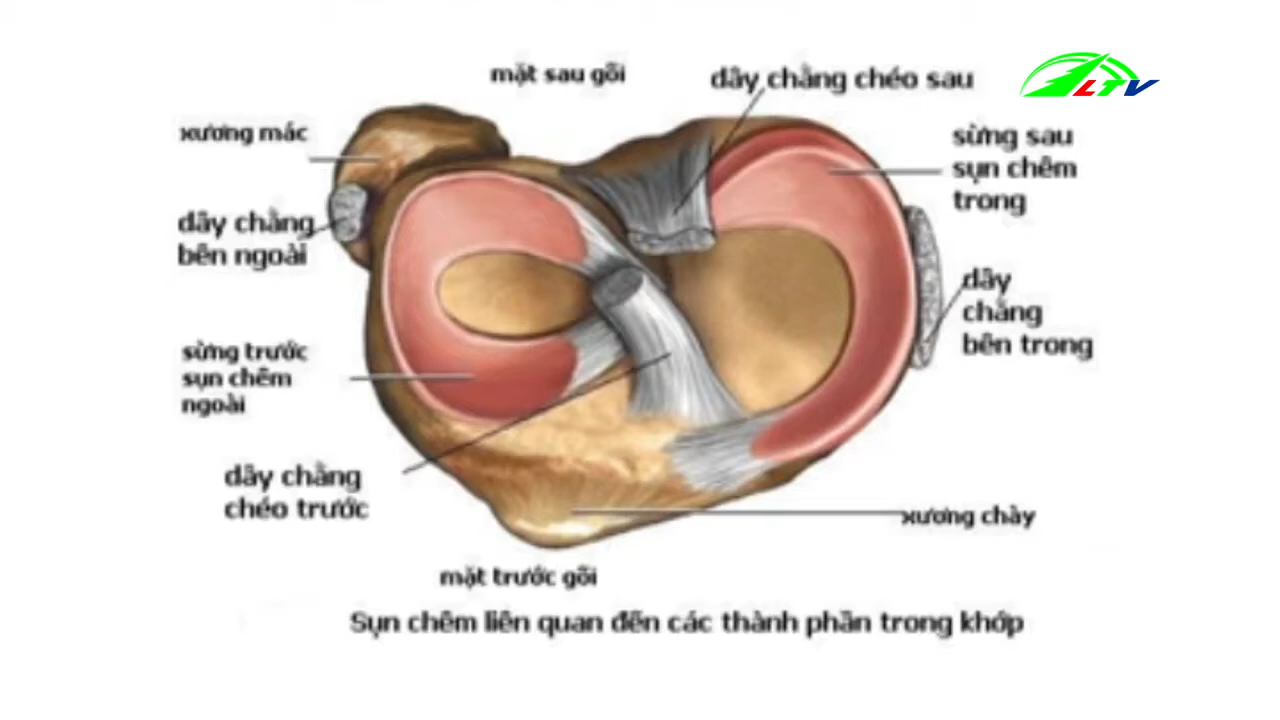 mặt sau gối
dây chằng chéo sau
LTV
xương mác
sừng sau
sụn chêm
trong
dây chằng
bên ngoài
dây
chằng
bên trong
sừng trước
sụn chêm
ngoài
dây chằng
chéo trước
xương chày
mặt trước gối
Sụn chêm liên quan đến các thành phần trong khớp